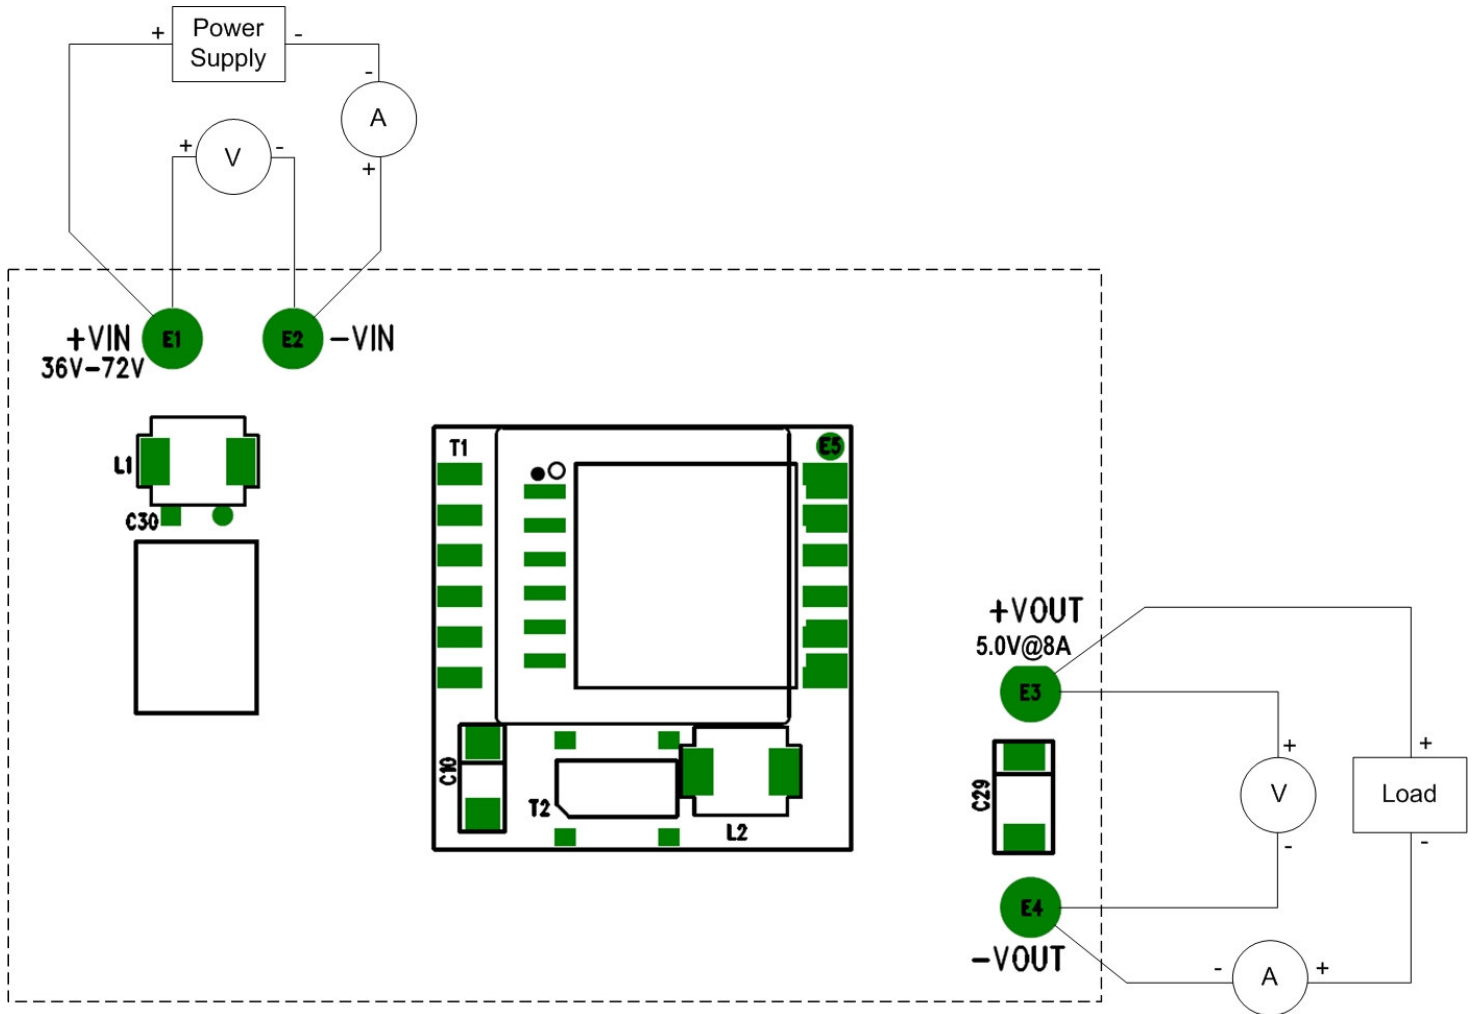 + Power Supply -
-
A
+
+ V -
+VIN E1 E2 -VIN
36V-72V
T1 E5
L1
C30
+VOUT
5.0V@8A
E3
+ +
C10 C29 V Load
T2 - -
L2
E4
-VOUT
- A +